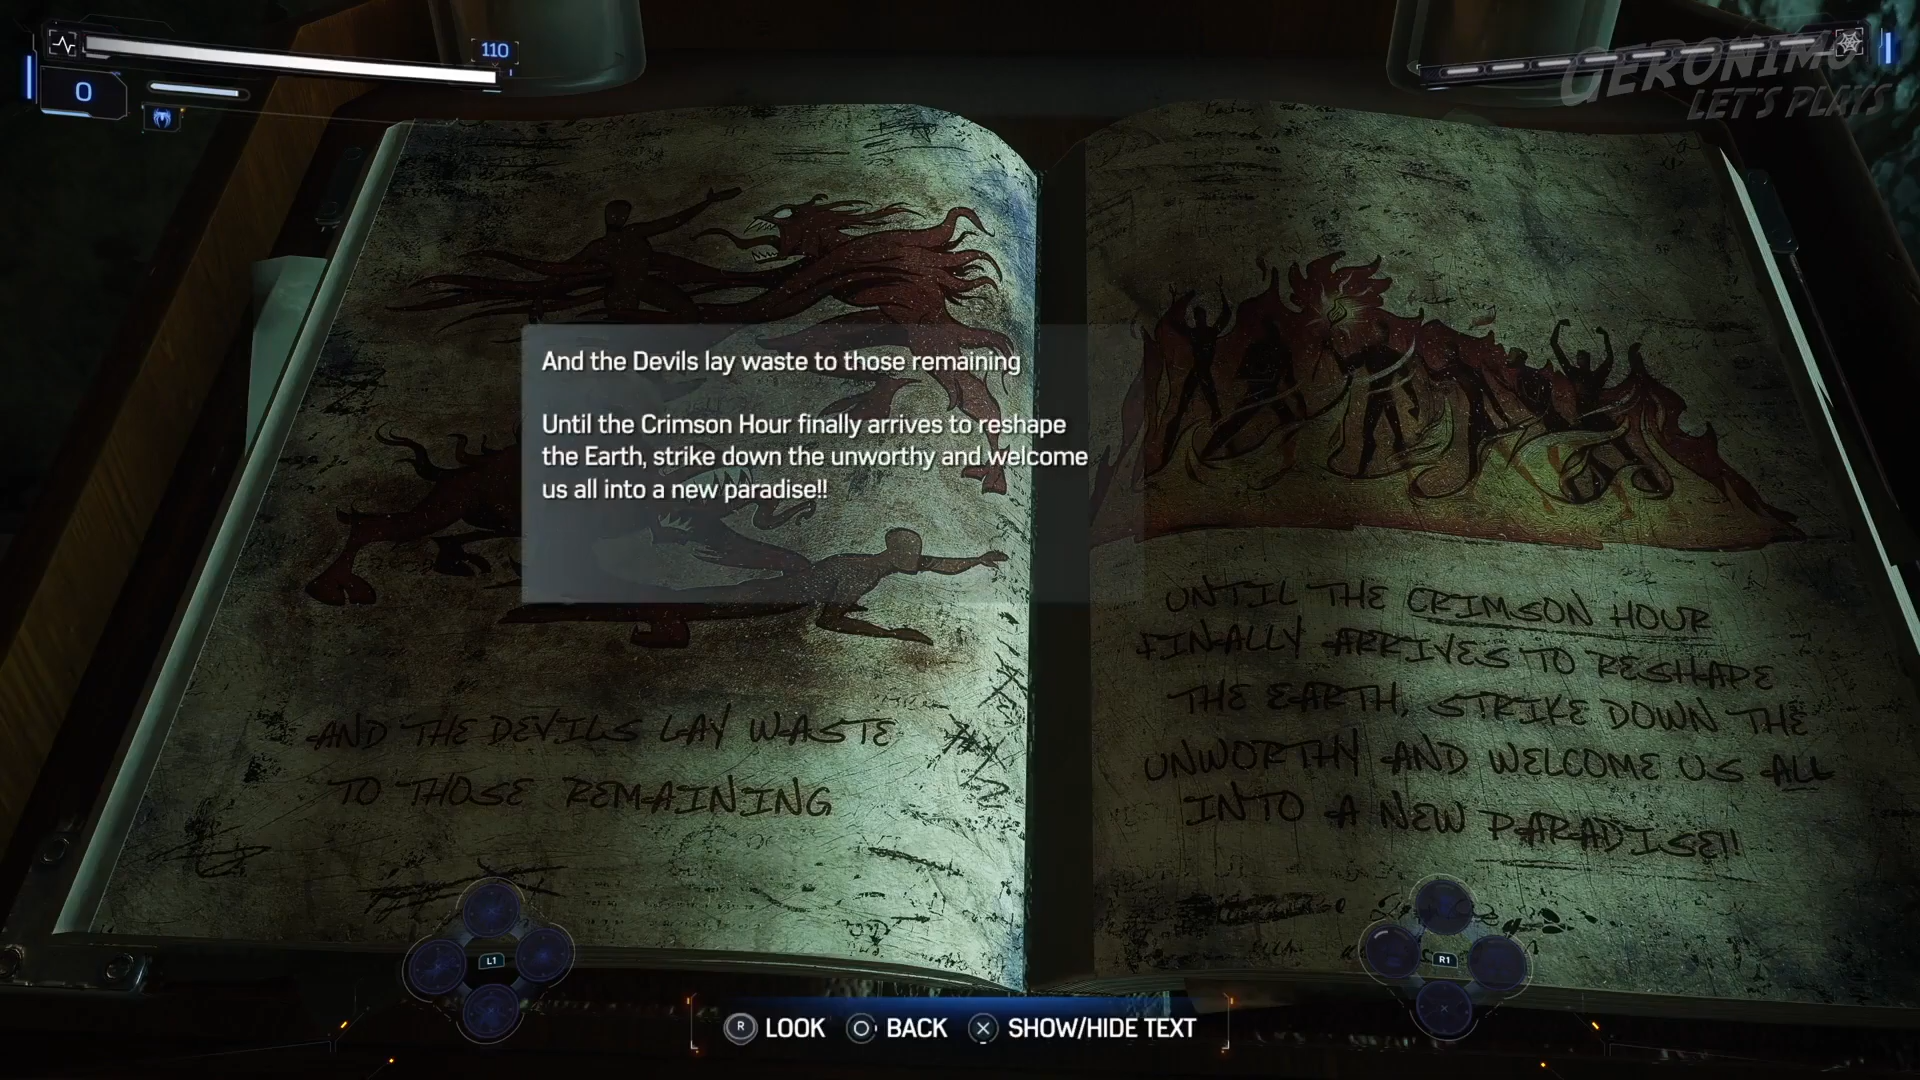 110
0
GERONIMO
LET'S PLAYS
And the Devils lay waste to those remaining
Until the Crimson Hour finally arrives to reshape
the Earth, strike down the unworthy and welcome
us all into a new paradise!!
AND THE DEVILS LAY WASTE
TO THOSE REMAINING
UNTIL THE CRIMSON HOUR
FINALLY ARRIVES TO RESHAPE
THE EARTH, STRIKE DOWN THE
UNWORTHY AND WELCOME US ALL
INTO A NEW PARADISE!!
L1
R1
R LOOK BACK SHOW/HIDE TEXT